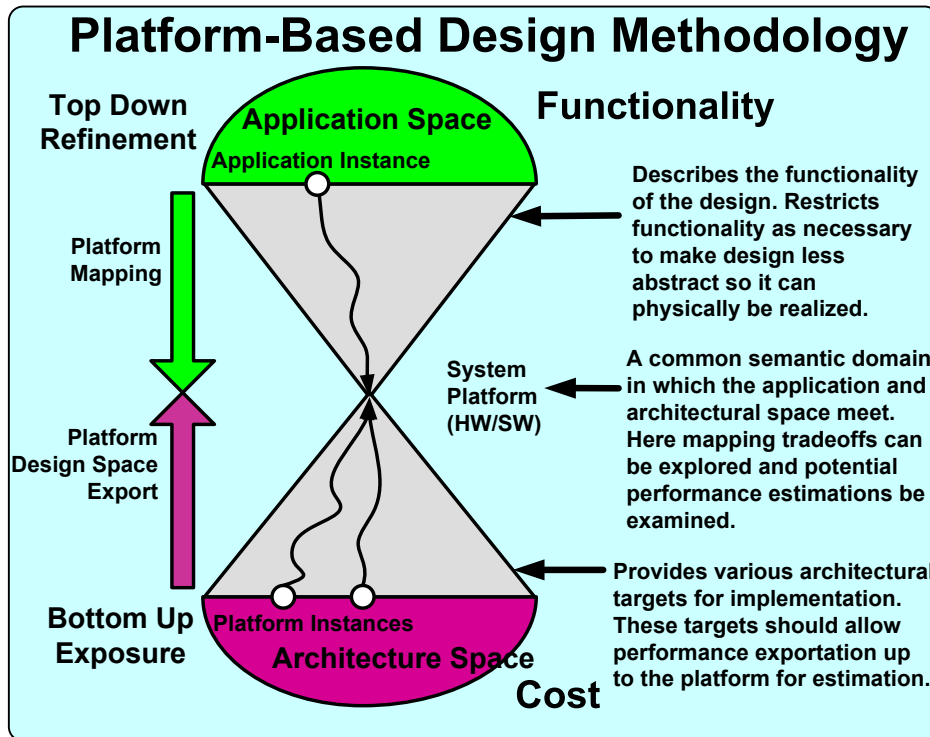 Platform-Based Design Methodology
Top Down
Refinement
Application Space
Application Instance
Functionality
Platform
Mapping
Describes the functionality
of the design. Restricts
functionality as necessary
to make design less
abstract so it can
physically be realized.
System
Platform
(HW/SW)
A common semantic domain
in which the application and
architectural space meet.
Here mapping tradeoffs can
be explored and potential
performance estimations be
examined.
Platform
Design Space
Export
Provides various architectural
targets for implementation.
These targets should allow
performance exportation up
to the platform for estimation.
Bottom Up
Exposure
Platform Instances
Architecture Space
Cost